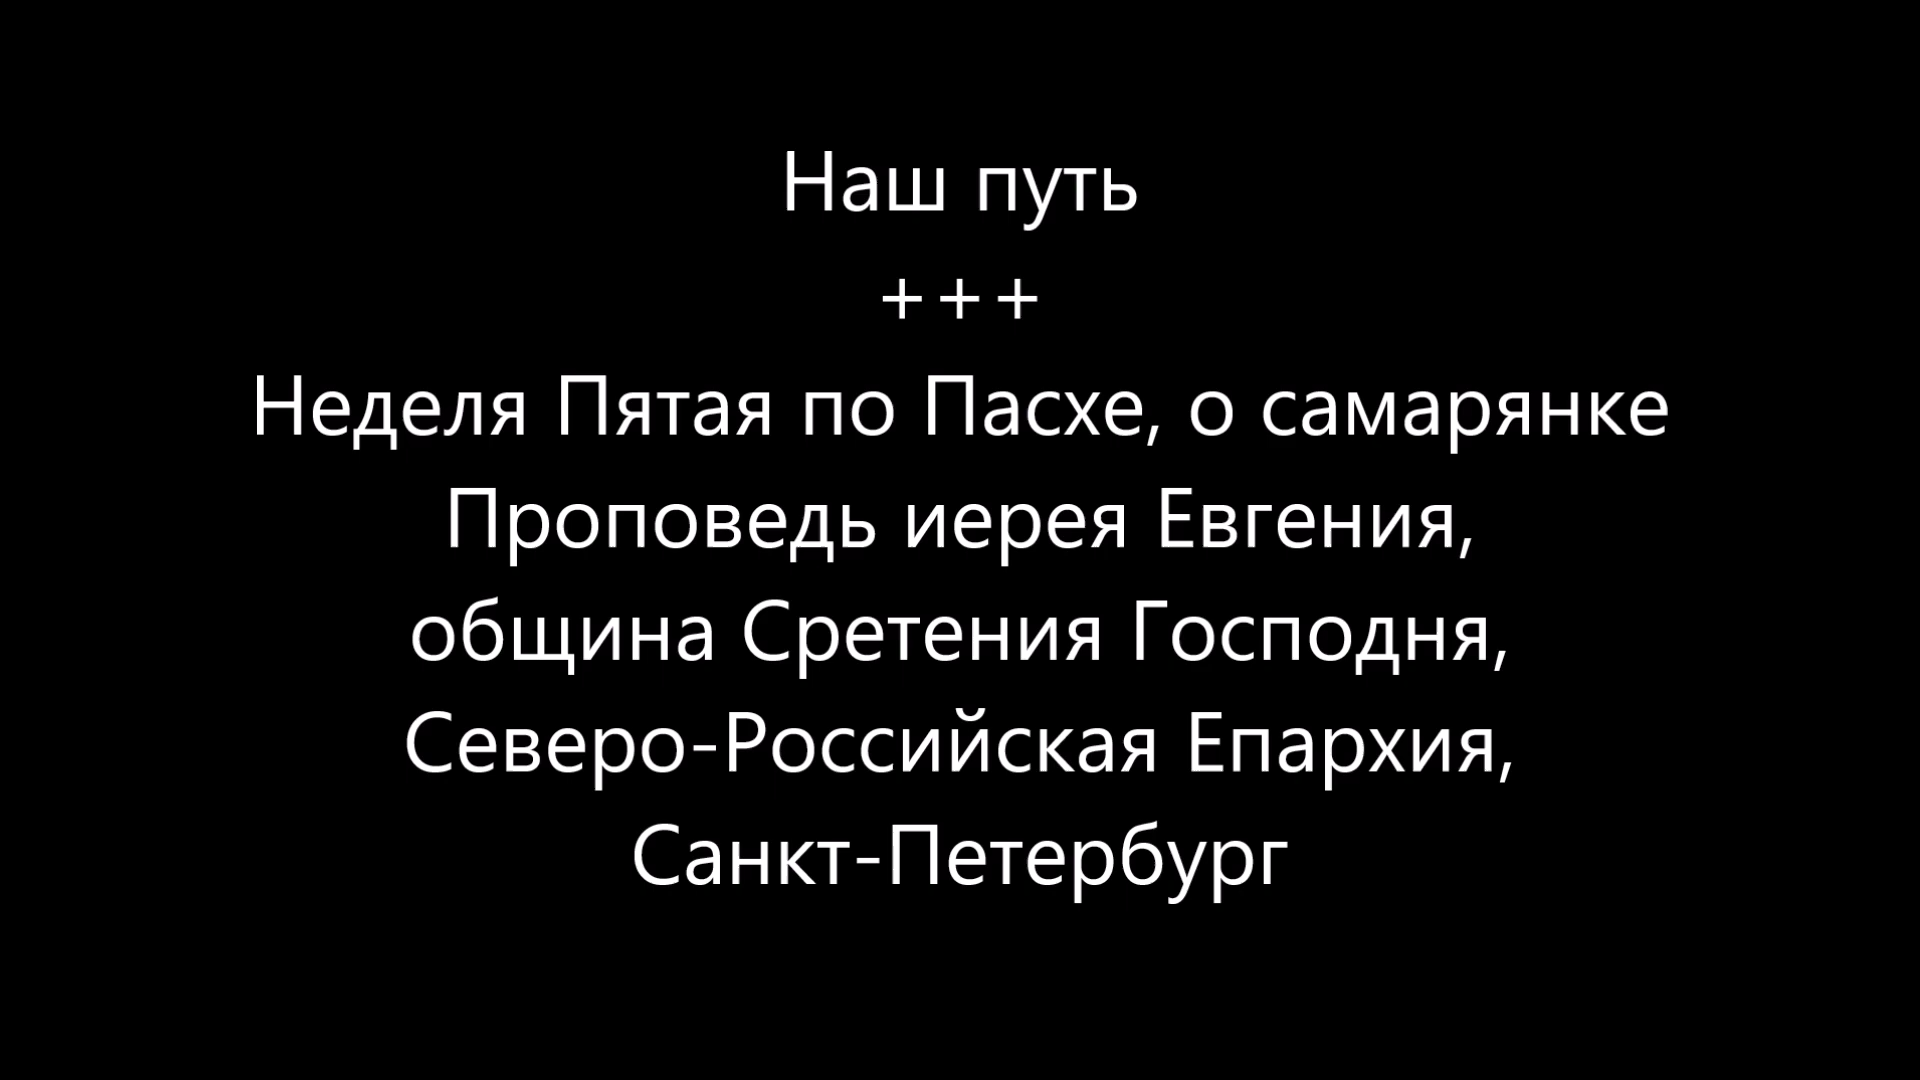 Наш путь
+++
Неделя Пятая по Пасхе, о самарянке
Проповедь иерея Евгения,
община Сретения Господня,
Северо-Российская Епархия,
Санкт-Петербург